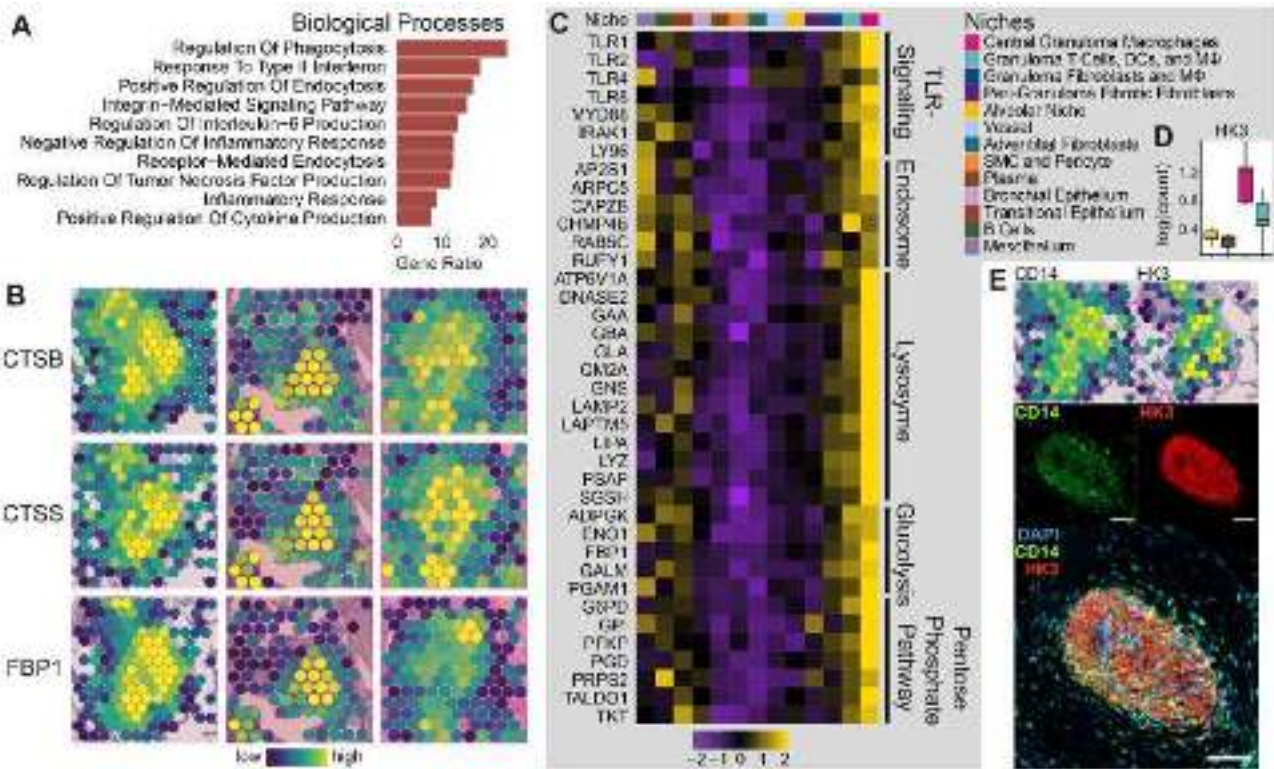 A
Biological Processes
Regulation Of Phagocytosis
Response To Type II Interferon
Positive Regulation Of Endocytosis
Integrin-Mediated Signaling Pathway
Regulation Of Interleukin-6 Production
Negative Regulation Of Inflammatory Response
Receptor-Mediated Endocytosis
Regulation Of Tumor Necrosis Factor Production
Inflammatory Response
Positive Regulation Of Cytokine Production
0 10 20
Gene Ratio
B
CTSB
CTSS
FBP1
low high
C
Niche
TLR1
TLR2
TLR4
TLR8
MYD88
IRAK1
LY96
AP2S1
ARPC5
CAPZB
CHMP4B
RAB5C
RUFY1
ATP6V1A
DNASE2
GAA
GBA
GLA
GM2A
GNS
LAMP2
LAPTM5
LIPA
LYZ
PSAP
SGSH
ADPGK
ENO1
FBP1
GALM
PGAM1
G6PD
GPI
PFKP
PGD
PRPS2
TALDO1
TKT
TLR-
Signaling
Endosome
Lysosyme
Glucolysis
Pentose
Phosphate
Pathway
-2 -1 0 1 2
Niches
Central Granuloma Macrophages
Granuloma T Cells, DCs, and MΦ
Granuloma Fibroblasts and MΦ
Peri-Granuloma Fibrotic Fibroblasts
Alveolar Niche
Vessel
Adventitial Fibroblasts
SMC and Pericyte
Plasma
Bronchial Epithelium
Transitional Epithelium
B Cells
Mesothelium
D
HK3
log(count)
1.2
0.8
0.4
E
CD14 HK3
CD14 HK3
DAPI
CD14
HK3